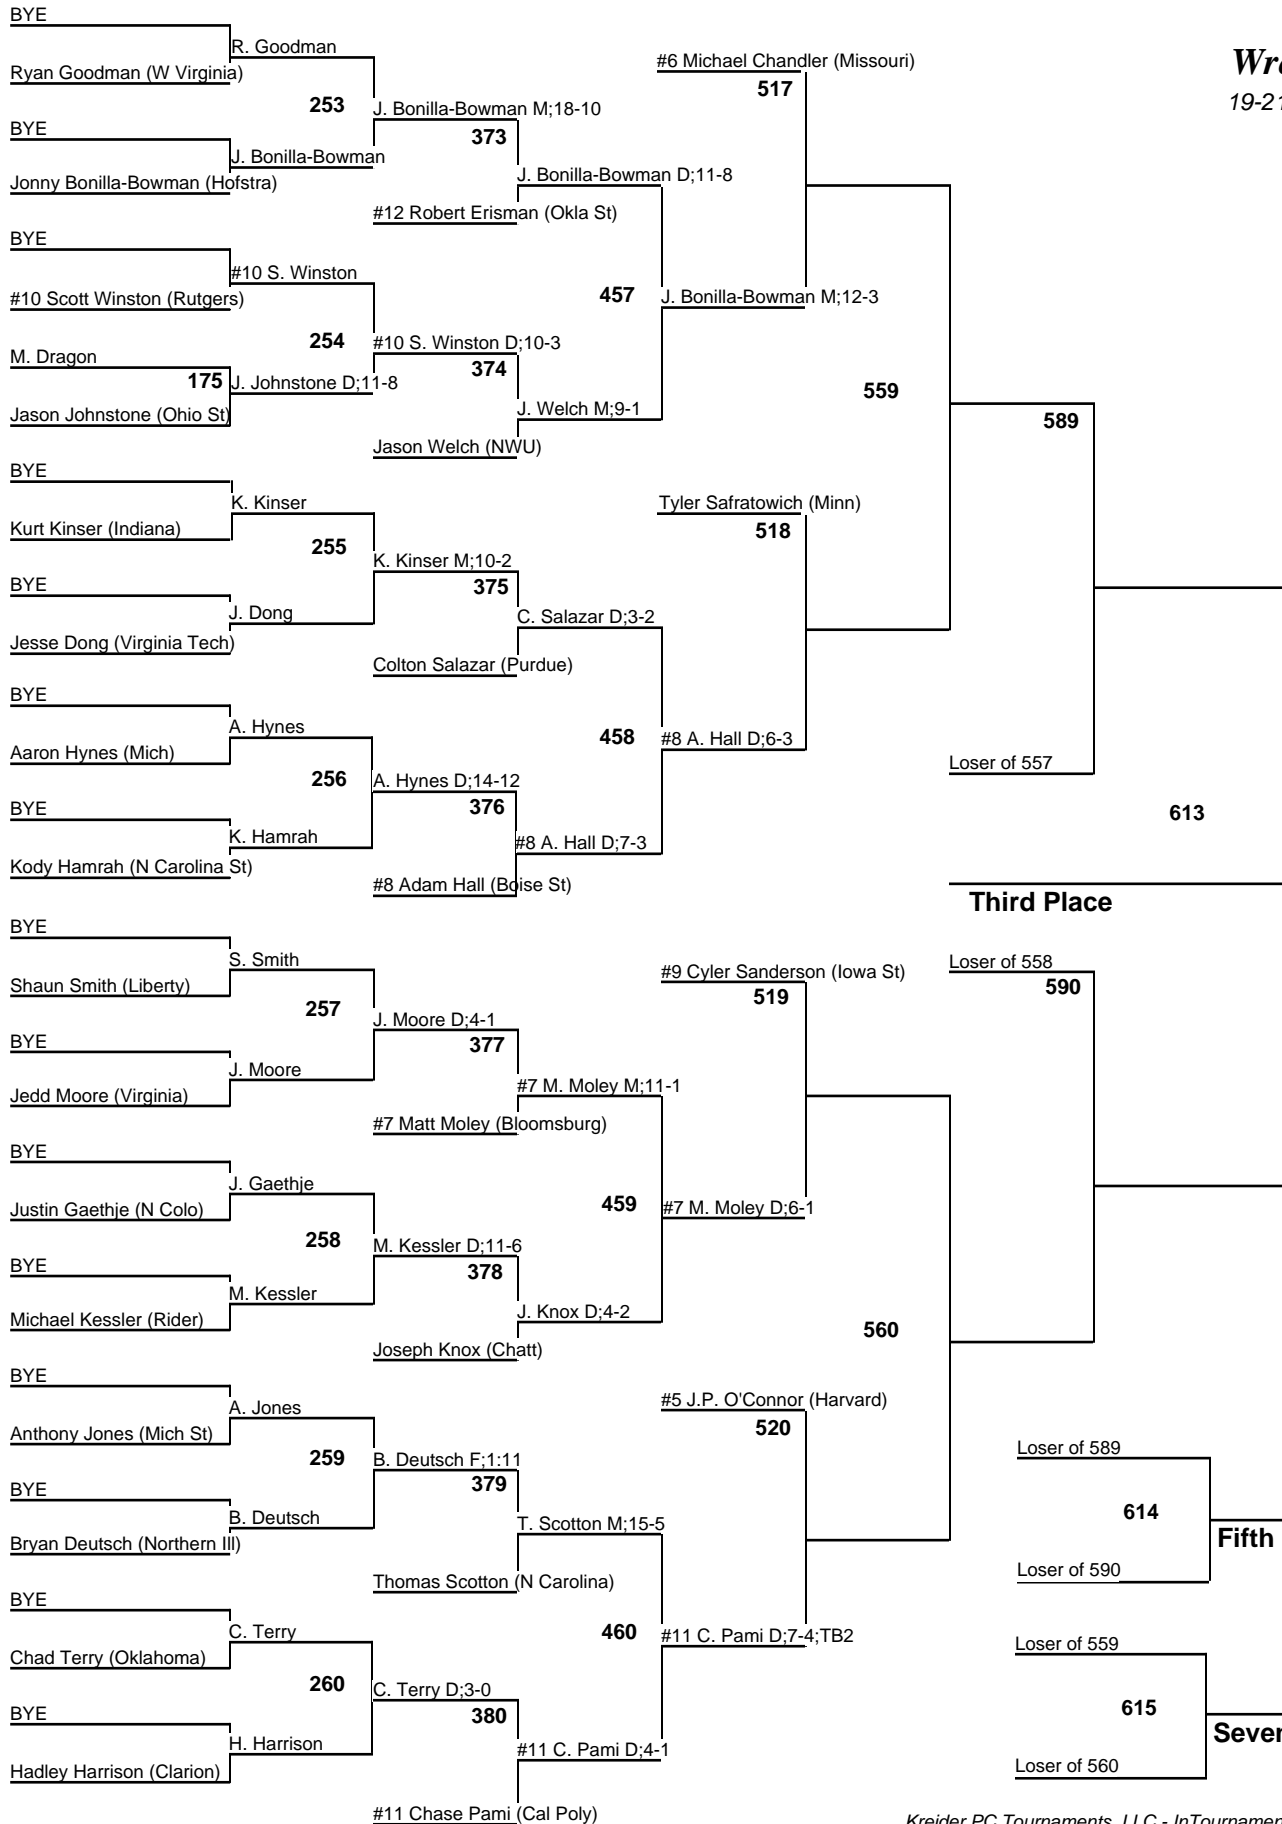 BYE
R. Goodman
Ryan Goodman (W Virginia)
253
J. Bonilla-Bowman M;18-10
BYE
J. Bonilla-Bowman
Jonny Bonilla-Bowman (Hofstra)
373
J. Bonilla-Bowman D;11-8
#12 Robert Erisman (Okla St)
BYE
#10 S. Winston
#10 Scott Winston (Rutgers)
254
#10 S. Winston D;10-3
M. Dragon
175
J. Johnstone D;11-8
Jason Johnstone (Ohio St)
374
J. Welch M;9-1
Jason Welch (NWU)
457
J. Bonilla-Bowman M;12-3
#6 Michael Chandler (Missouri)
517
Wr
19-21
BYE
K. Kinser
Kurt Kinser (Indiana)
255
K. Kinser M;10-2
BYE
J. Dong
Jesse Dong (Virginia Tech)
375
C. Salazar D;3-2
Colton Salazar (Purdue)
BYE
A. Hynes
Aaron Hynes (Mich)
256
A. Hynes D;14-12
BYE
K. Hamrah
Kody Hamrah (N Carolina St)
376
#8 A. Hall D;7-3
#8 Adam Hall (Boise St)
458
#8 A. Hall D;6-3
Tyler Safratowich (Minn)
518
559
589
Loser of 557
613
Third Place
BYE
S. Smith
Shaun Smith (Liberty)
257
J. Moore D;4-1
BYE
J. Moore
Jedd Moore (Virginia)
377
#7 M. Moley M;11-1
#7 Matt Moley (Bloomsburg)
BYE
J. Gaethje
Justin Gaethje (N Colo)
258
M. Kessler D;11-6
BYE
M. Kessler
Michael Kessler (Rider)
378
J. Knox D;4-2
Joseph Knox (Chatt)
459
#7 M. Moley D;6-1
#9 Cyler Sanderson (Iowa St)
519
Loser of 558
590
560
BYE
A. Jones
Anthony Jones (Mich St)
259
B. Deutsch F;1:11
BYE
B. Deutsch
Bryan Deutsch (Northern Ill)
379
T. Scotton M;15-5
Thomas Scotton (N Carolina)
BYE
C. Terry
Chad Terry (Oklahoma)
260
C. Terry D;3-0
BYE
H. Harrison
Hadley Harrison (Clarion)
380
#11 C. Pami D;4-1
#11 Chase Pami (Cal Poly)
460
#11 C. Pami D;7-4;TB2
#5 J.P. O'Connor (Harvard)
520
Loser of 589
614
Fifth
Loser of 590
Loser of 559
615
Seven
Loser of 560
Kreider PC Tournaments, LLC - InTournament